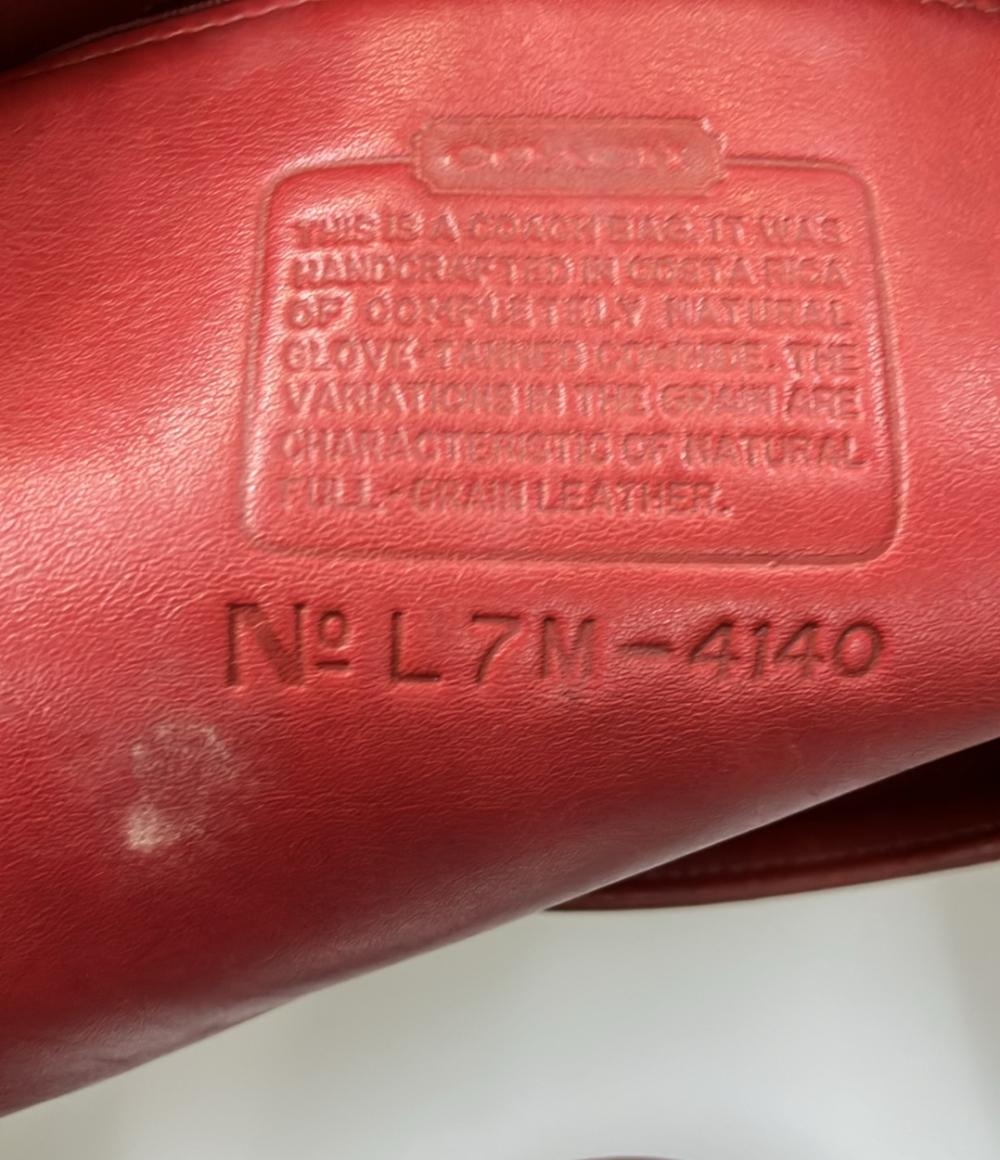 COACH
THIS IS A COACH BAG. IT WAS
HANDCRAFTED IN COSTA RICA
OF COMPLETELY NATURAL
GLOVE TANNED COWHIDE. THE
VARIATIONS IN THE GRAIN ARE
CHARACTERISTIC OF NATURAL
FULL-GRAIN LEATHER.
Nº L7M-4140